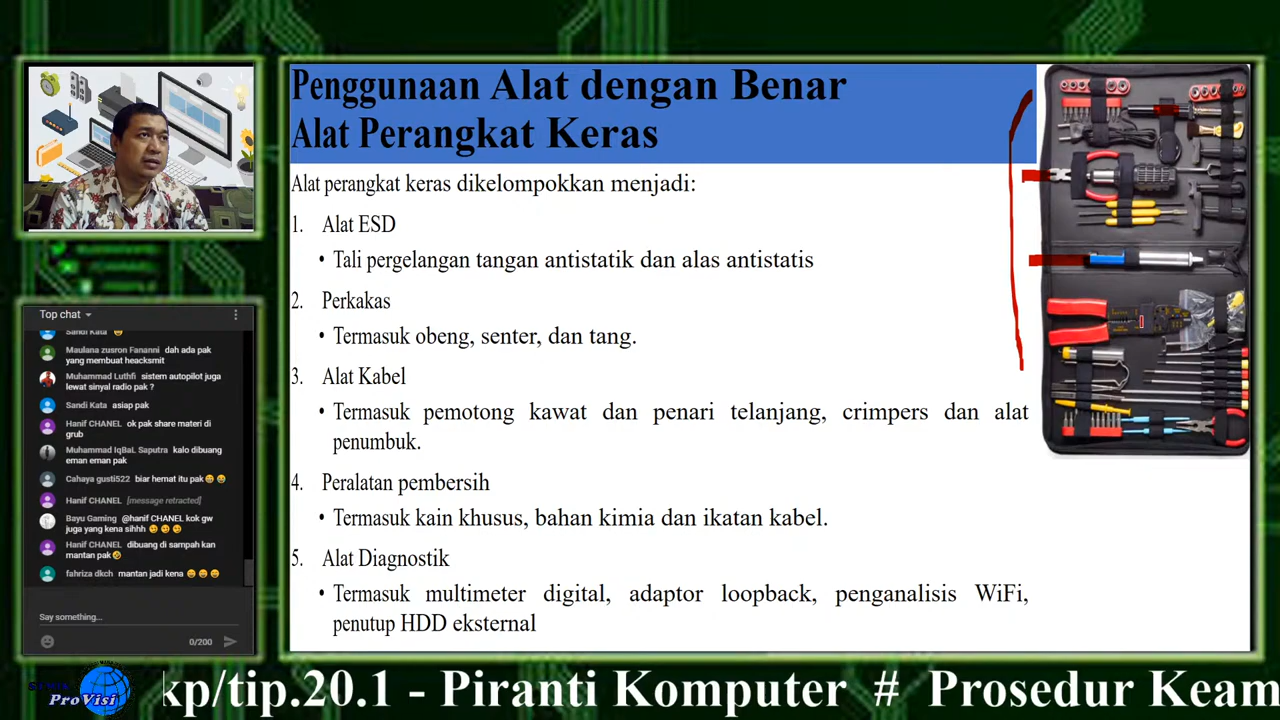 Penggunaan Alat dengan Benar
Alat Perangkat Keras
Alat perangkat keras dikelompokkan menjadi:
1. Alat ESD
• Tali pergelangan tangan antistatik dan alas antistatis
2. Perkakas
• Termasuk obeng, senter, dan tang.
3. Alat Kabel
• Termasuk pemotong kawat dan penari telanjang, crimpers dan alat
penumbuk.
4. Peralatan pembersih
• Termasuk kain khusus, bahan kimia dan ikatan kabel.
5. Alat Diagnostik
• Termasuk multimeter digital, adaptor loopback, penganalisis WiFi,
penutup HDD eksternal
Top chat
Sandi Kata
Maulana zusron Fananni dah ada pak
yang membuat heacksmit
Muhammad Luthfi sistem autopilot juga
lewat sinyal radio pak ?
Sandi Kata asiap pak
Hanif CHANEL ok pak share materi di
grub
Muhammad IqBaL Saputra kalo dibuang
eman eman pak
Cahaya gusti522 biar hemat itu pak😅😅
Hanif CHANEL [message retracted]
Bayu Gaming @hanif CHANEL kok gw
juga yang kena sihhh 😏😏😏
Hanif CHANEL dibuang di sampah kan
mantan pak🤣
fahriza dkch mantan jadi kena 😄😄😄
Say something...
0/200
ProVisi
kp/tip.20.1 - Piranti Komputer # Prosedur Keam